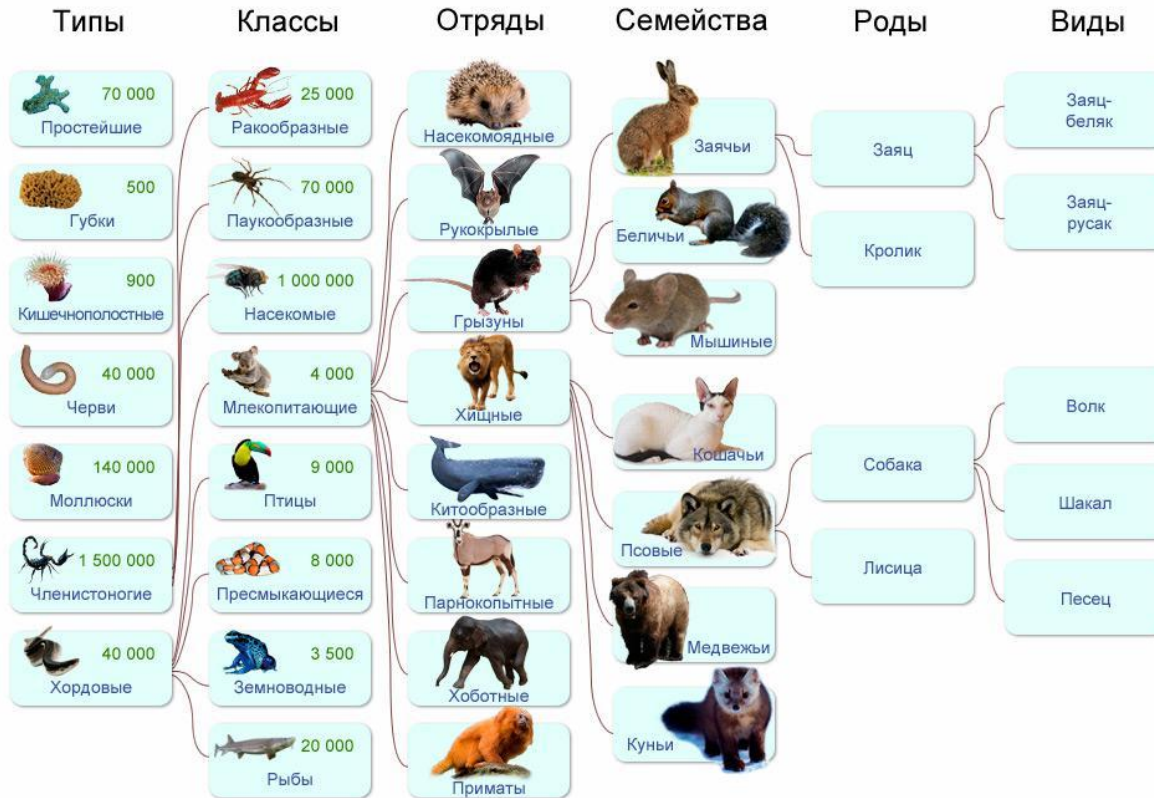 Типы
Классы
Отряды
Семейства
Роды
Виды
70 000
Простейшие
500
Губки
900
Кишечнополостные
40 000
Черви
140 000
Моллюски
1 500 000
Членистоногие
40 000
Хордовые
25 000
Ракообразные
70 000
Паукообразные
1 000 000
Насекомые
4 000
Млекопитающие
9 000
Птицы
8 000
Пресмыкающиеся
3 500
Земноводные
20 000
Рыбы
Насекомоядные
Рукокрылые
Грызуны
Хищные
Китообразные
Парнокопытные
Хоботные
Приматы
Заячьи
Беличьи
Мышиные
Кошачьи
Псовые
Медвежьи
Куньи
Заяц
Кролик
Собака
Лисица
Заяц-
беляк
Заяц-
русак
Волк
Шакал
Песец